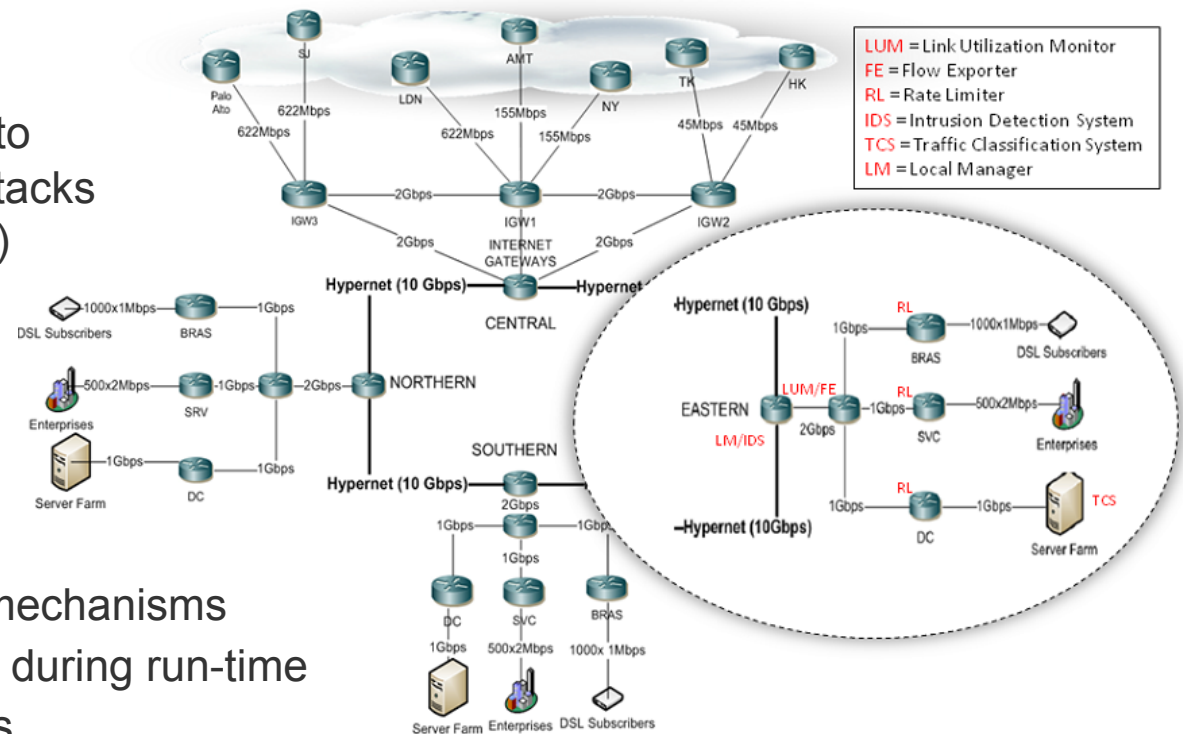 SJ
AMT
TK
HK
Palo
Alto
LDN
NY
622Mbps
622Mbps
622Mbps
155Mbps
155Mbps
45Mbps
45Mbps
IGW3
2Gbps
IGW1
2Gbps
IGW2
2Gbps
INTERNET
GATEWAYS
2Gbps
LUM =Link Utilization Monitor
FE =Flow Exporter
RL =Rate Limiter
IDS =Intrusion Detection System
TCS =Traffic Classification System
LM =Local Manager
to
tacks
)
Hypernet (10 Gbps)
Hypernet
CENTRAL
DSL Subscribers
1000x1Mbps
BRAS
1Gbps
Enterprises
500x2Mbps
SRV
1Gbps
2Gbps
NORTHERN
Server Farm
1Gbps
DC
1Gbps
SOUTHERN
Hypernet (10 Gbps)
2Gbps
1Gbps
1Gbps
1Gbps
DC
SVC
BRAS
1Gbps
500x2Mbps
1000x 1Mbps
Server Farm
Enterprises
DSL Subscribers
Hypernet (10 Gbps)
RL
1Gbps
BRAS
1000x1Mbps
DSL Subscribers
EASTERN
LUM/FE
2Gbps
LM/IDS
RL
1Gbps
SVC
500x2Mbps
Enterprises
RL
1Gbps
DC
1Gbps
TCS
Server Farm
Hypernet (10Gbps)
mechanisms
during run-time